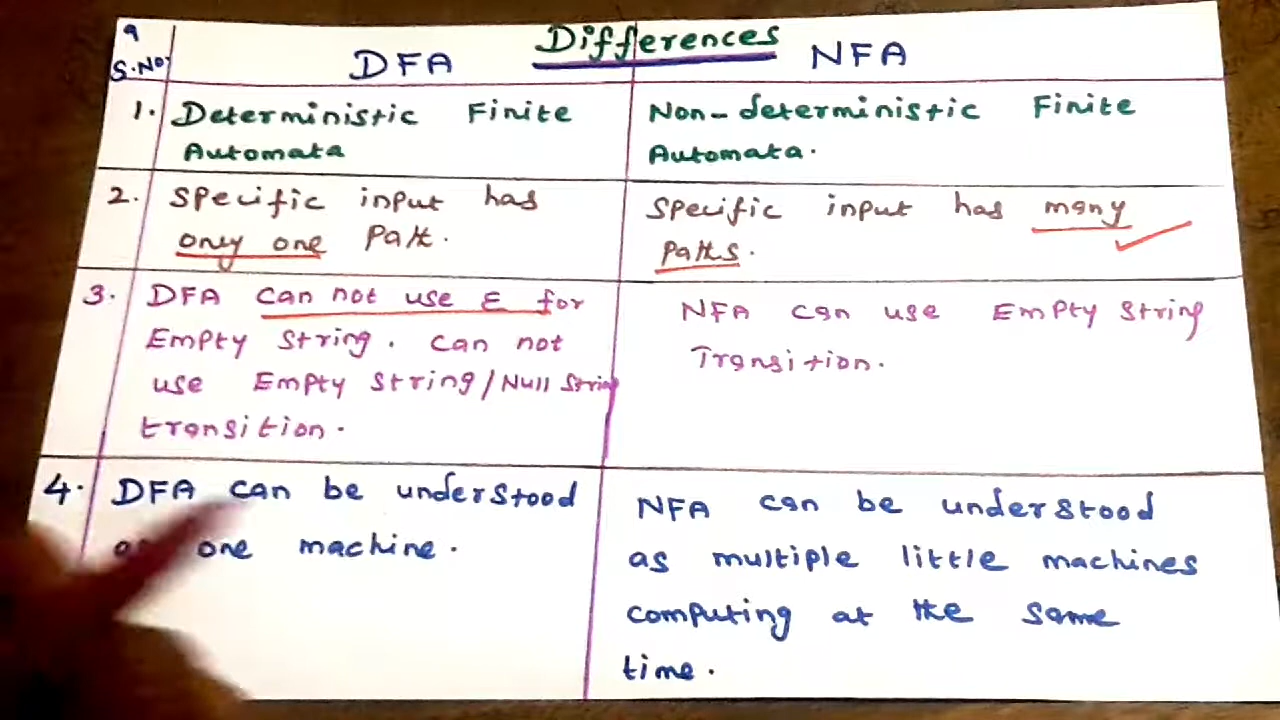 9
Differences
S.No: DFA NFA
1. Deterministic Finite
Automata
Non-deterministic Finite
Automata.
2. Specific input has
only one Path.
Specific input has many
Paths.
3. DFA can not use ε for
Empty String. can not
use Empty string/Null String
transition.
NFA can use Empty string
Transition.
4. DFA can be understood
one machine.
NFA can be understood
as multiple little machines
computing at the same
time.